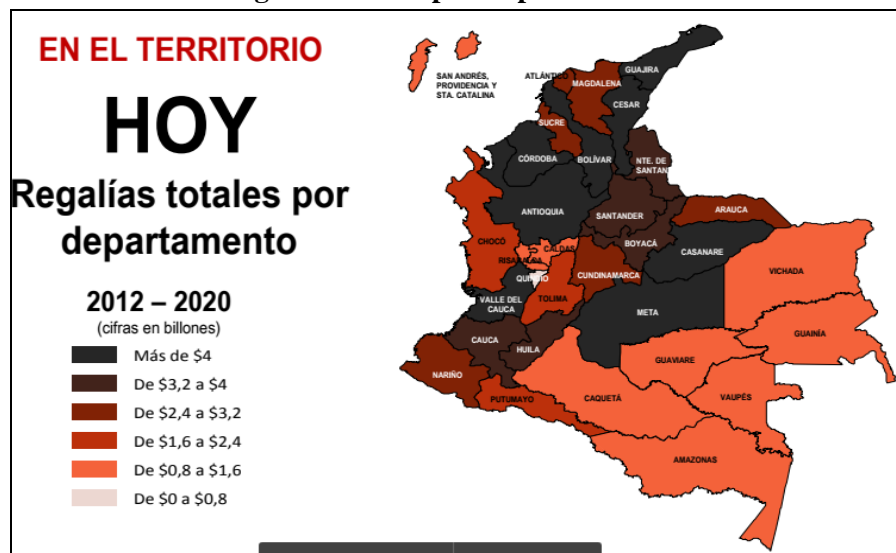 EN EL TERRITORIO
HOY
Regalías totales por
departamento
2012 – 2020
(cifras en billones)
Más de $4
De $3,2 a $4
De $2,4 a $3,2
De $1,6 a $2,4
De $0,8 a $1,6
De $0 a $0,8
SAN ANDRÉS,
PROVIDENCIA Y
STA. CATALINA
ATLÁNTICO
MAGDALENA
GUAJIRA
CESAR
SUCRE
CÓRDOBA
BOLÍVAR
NTE. DE
SANTAN
ANTIOQUIA
SANTANDER
ARAUCA
CHOCÓ
BOYACÁ
CASANARE
CALDAS
RISARALDA
CUNDINAMARCA
VICHADA
QUINDÍO
TOLIMA
VALLE DEL
CAUCA
META
GUAINÍA
CAUCA
HUILA
GUAVIARE
NARIÑO
CAQUETÁ
VAUPÉS
PUTUMAYO
AMAZONAS